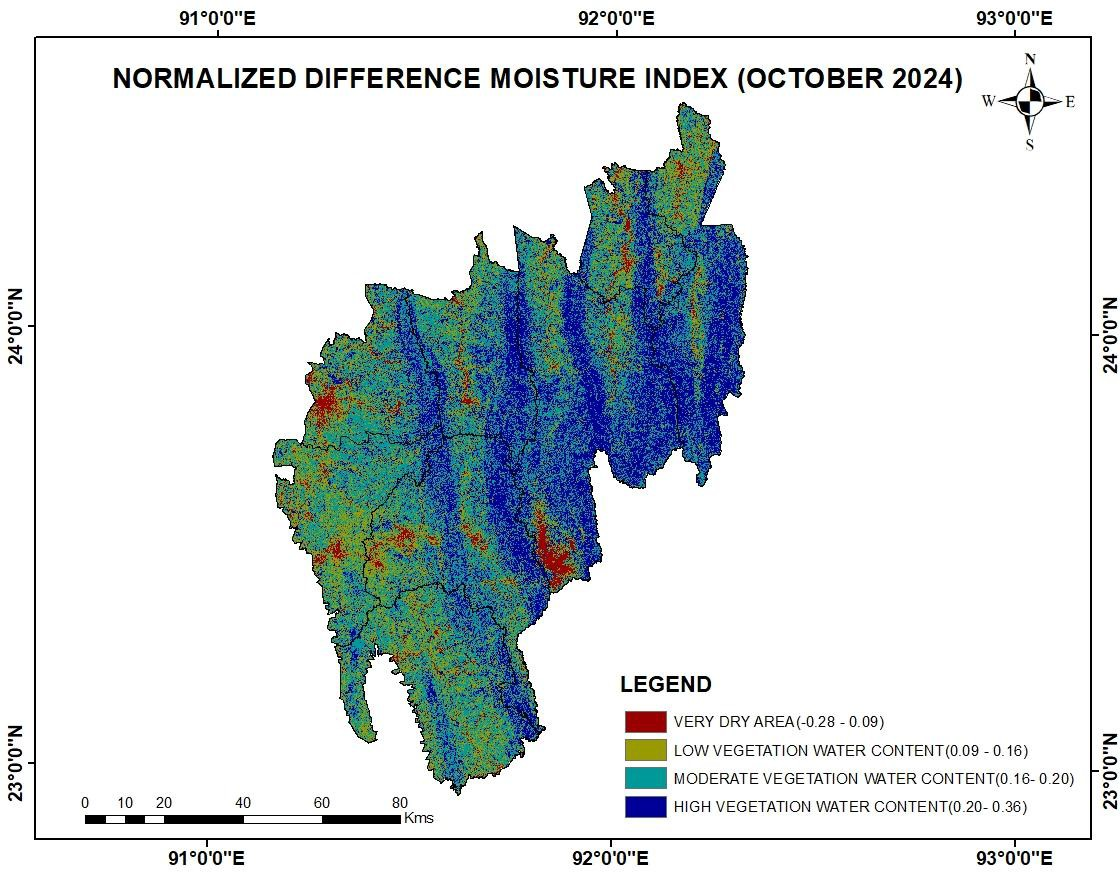 91°0'0"E 92°0'0"E 93°0'0"E
NORMALIZED DIFFERENCE MOISTURE INDEX (OCTOBER 2024)
N
W E
S
24°0'0"N 24°0'0"N
23°0'0"N 23°0'0"N
LEGEND
VERY DRY AREA(-0.28 - 0.09)
LOW VEGETATION WATER CONTENT(0.09 - 0.16)
MODERATE VEGETATION WATER CONTENT(0.16- 0.20)
HIGH VEGETATION WATER CONTENT(0.20- 0.36)
0 10 20 40 60 80
Kms
91°0'0"E 92°0'0"E 93°0'0"E